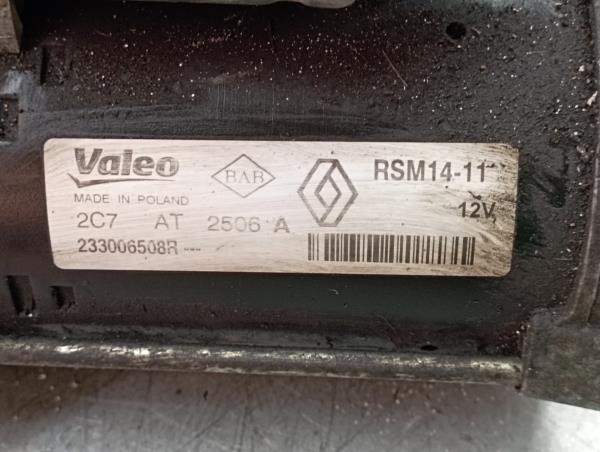 Valeo
BAB
RSM14-11
MADE IN POLAND
12V
2C7 AT 2506 A
233006508R---